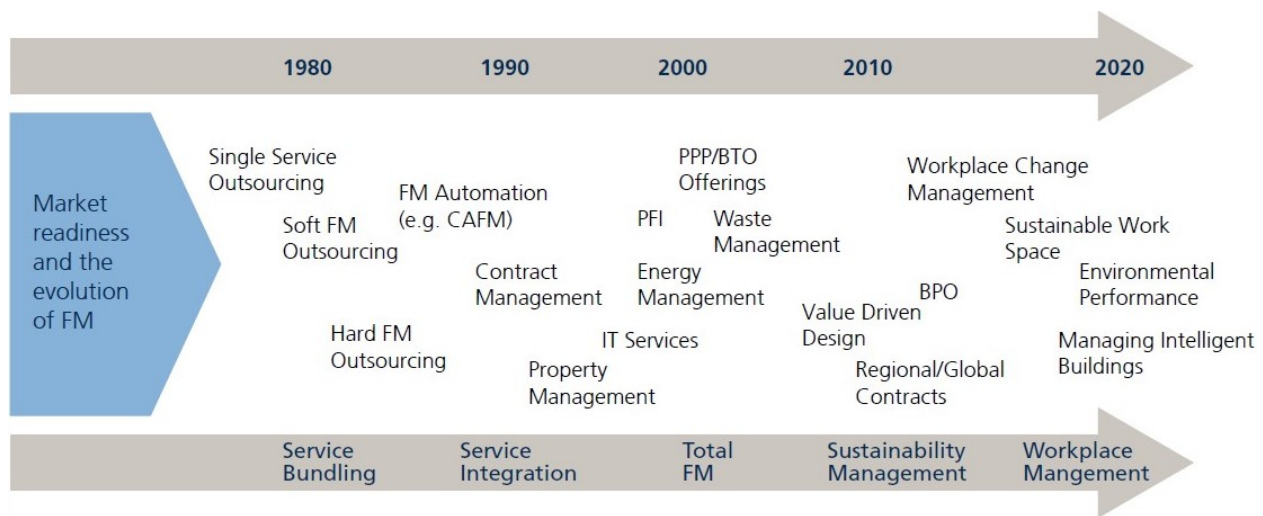 1980
1990
2000
2010
2020
Market
readiness
and the
evolution
of FM
Single Service
Outsourcing
Soft FM
Outsourcing
Hard FM
Outsourcing
FM Automation
(e.g. CAFM)
Contract
Management
Property
Management
IT Services
PPP/BTO
Offerings
PFI
Waste
Management
Energy
Management
Value Driven
Design
BPO
Regional/Global
Contracts
Workplace Change
Management
Sustainable Work
Space
Environmental
Performance
Managing Intelligent
Buildings
Service
Bundling
Service
Integration
Total
FM
Sustainability
Management
Workplace
Mangement